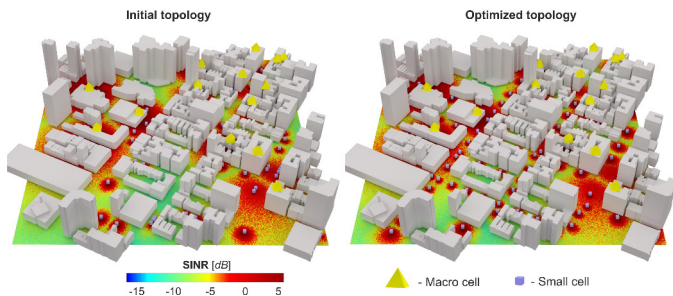 Initial topology
Optimized topology
SINR [dB]
-15 -10 -5 0 5
- Macro cell
- Small cell